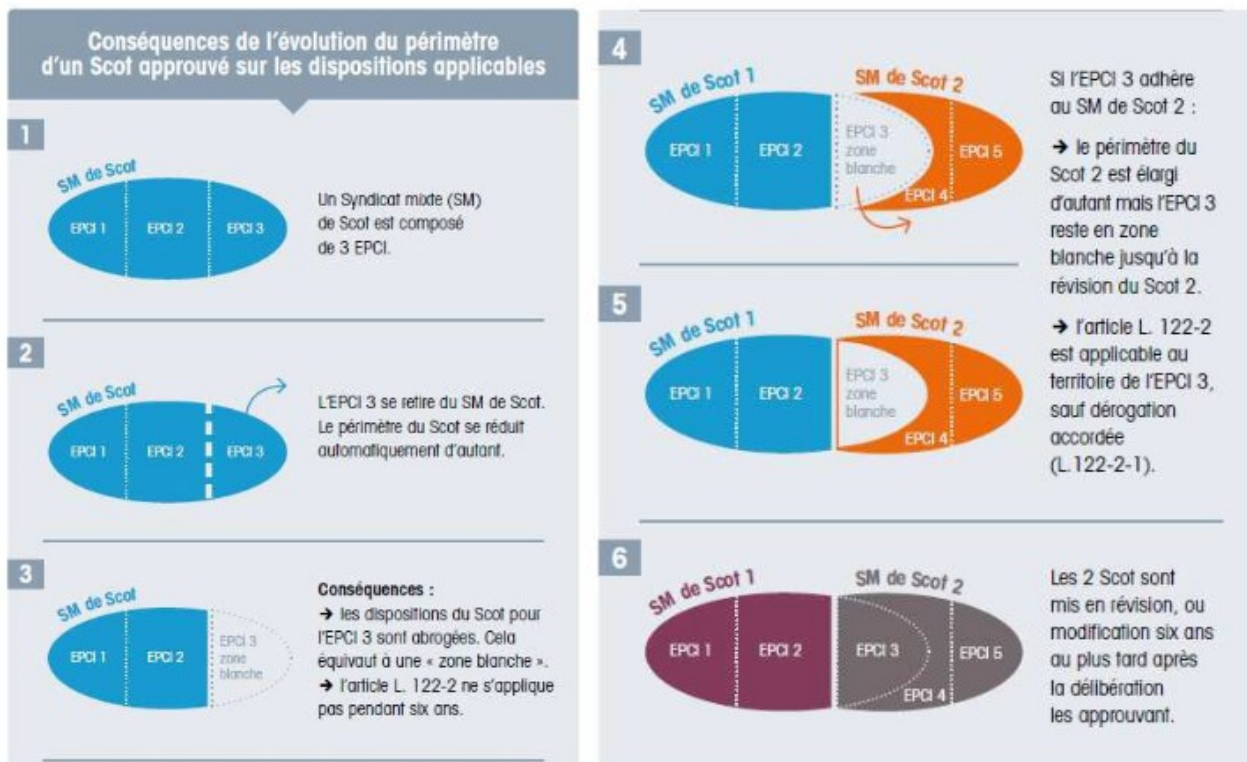 Conséquences de l'évolution du périmètre
d'un Scot approuvé sur les dispositions applicables
1
SM de Scot
EPCI 1
EPCI 2
EPCI 3
Un Syndicat mixte (SM)
de Scot est composé
de 3 EPCI.
2
SM de Scot
EPCI 1
EPCI 2
EPCI 3
L'EPCI 3 se retire du SM de Scot.
Le périmètre du Scot se réduit
automatiquement d'autant.
3
SM de Scot
EPCI 1
EPCI 2
EPCI 3
zone
blanche
Conséquences :
➔ les dispositions du Scot pour
l'EPCI 3 sont abrogées. Cela
équivaut à une « zone blanche ».
➔ l'article L. 122-2 ne s'applique
pas pendant six ans.
4
SM de Scot 1
SM de Scot 2
EPCI 1
EPCI 2
EPCI 3
zone
blanche
EPCI 4
EPCI 5
Si l'EPCI 3 adhère
au SM de Scot 2 :
➔ le périmètre du
Scot 2 est élargi
d'autant mais l'EPCI 3
reste en zone
blanche jusqu'à la
révision du Scot 2.
➔ l'article L. 122-2
est applicable au
territoire de l'EPCI 3,
sauf dérogation
accordée
(L.122-2-1).
5
SM de Scot 1
SM de Scot 2
EPCI 1
EPCI 2
EPCI 3
zone
blanche
EPCI 4
EPCI 5
6
SM de Scot 1
SM de Scot 2
EPCI 1
EPCI 2
EPCI 3
EPCI 4
EPCI 5
Les 2 Scot sont
mis en révision, ou
modification six ans
au plus tard après
la délibération
les approuvant.